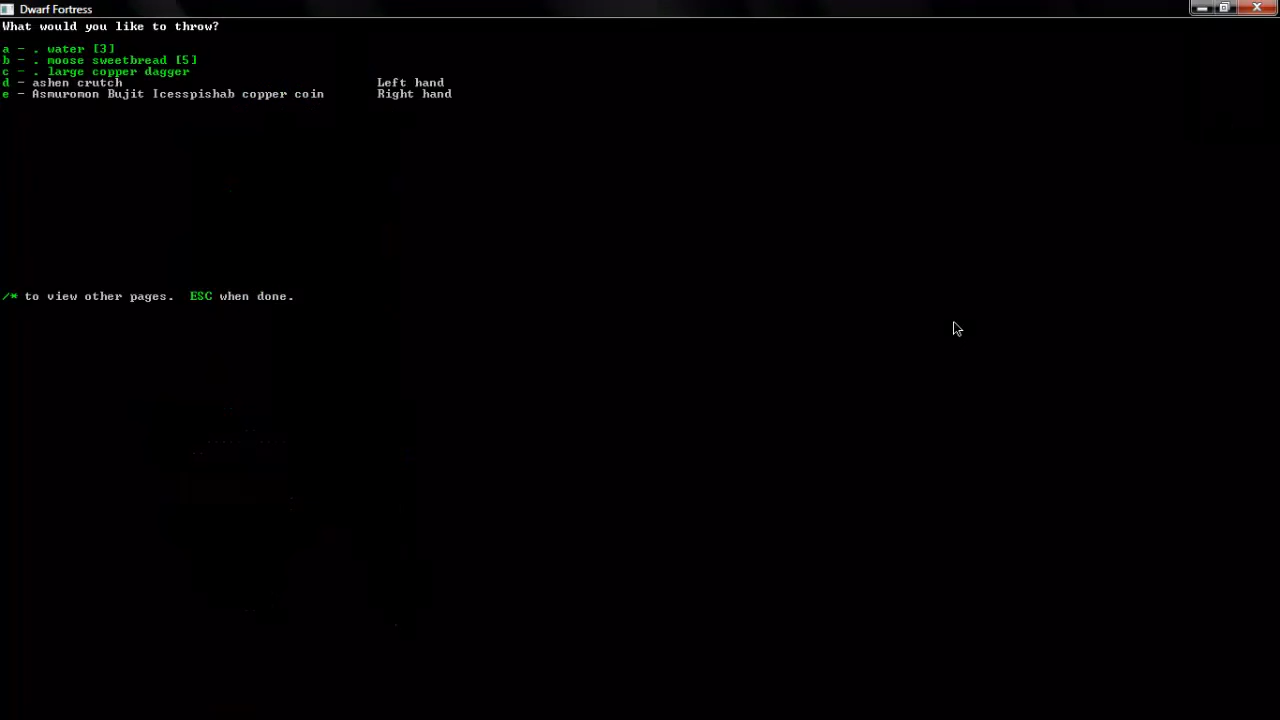 Dwarf Fortress
What would you like to throw?
a - . water [3]
b - . moose sweetbread [5]
c - . large copper dagger
d - ashen crutch Left hand
e - Asmuromon Bujit Icesspishab copper coin Right hand
/* to view other pages. ESC when done.